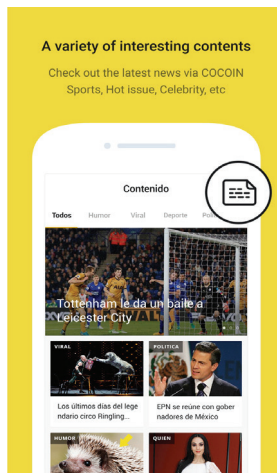 A variety of interesting contents
Check out the latest news via COCOIN
Sports, Hot issue, Celebrity, etc
Contenido
Todos Humor Viral Deporte
Tottenham le da un baile a
Leicester City
VIRAL
POLITICA
Los últimos días del lege
ndario circo Ringling...
EPN se reúne con gober
nadores de México
HUMOR
QUIEN